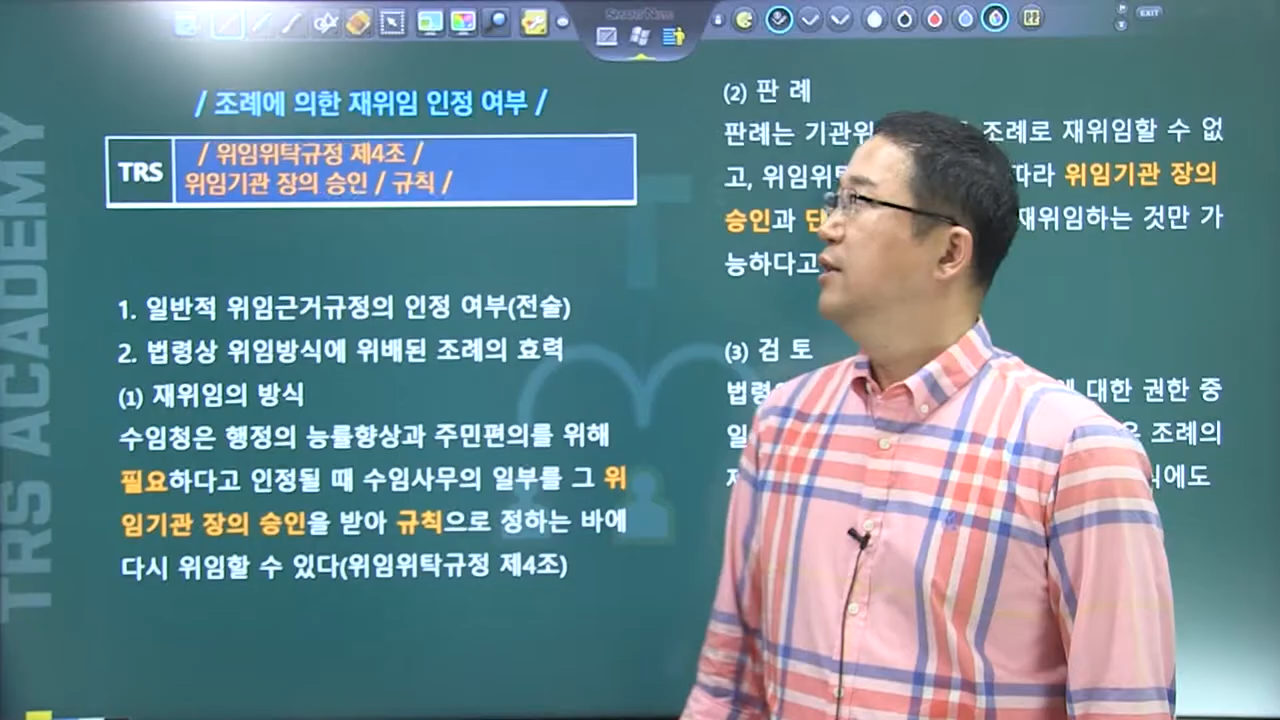 SMART NOTE
EXIT
TRS ACADEMY
/ 조례에 의한 재위임 인정 여부 /
TRS
/ 위임위탁규정 제4조 /
위임기관 장의 승인 / 규칙 /
1. 일반적 위임근거규정의 인정 여부(전술)
2. 법령상 위임방식에 위배된 조례의 효력
(1) 재위임의 방식
수임청은 행정의 능률향상과 주민편의를 위해
필요하다고 인정될 때 수임사무의 일부를 그 위
임기관 장의 승인을 받아 규칙으로 정하는 바에
다시 위임할 수 있다(위임위탁규정 제4조)
(2) 판 례
판례는 조례로 재위임할 수 없
고, 따라 위임기관 장의
승인과 재위임하는 것만 가
능하다고
(3) 검 토
대한 권한 중
조례의